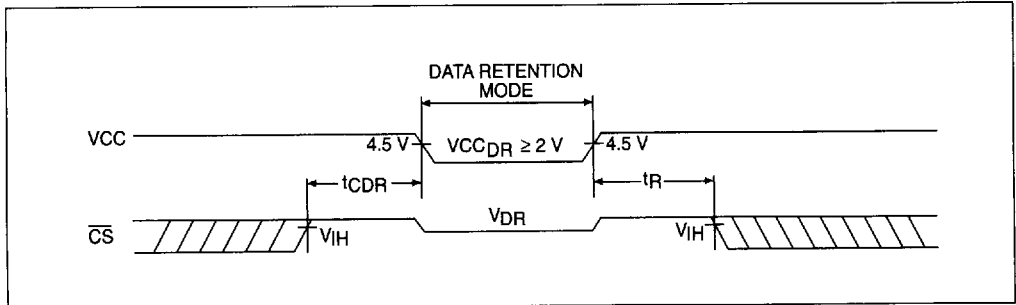 DATA RETENTION
MODE
VCC
4.5 V
VCCDR ≥ 2 V
4.5 V
tCDR
tR
CS
VIH
VDR
VIH